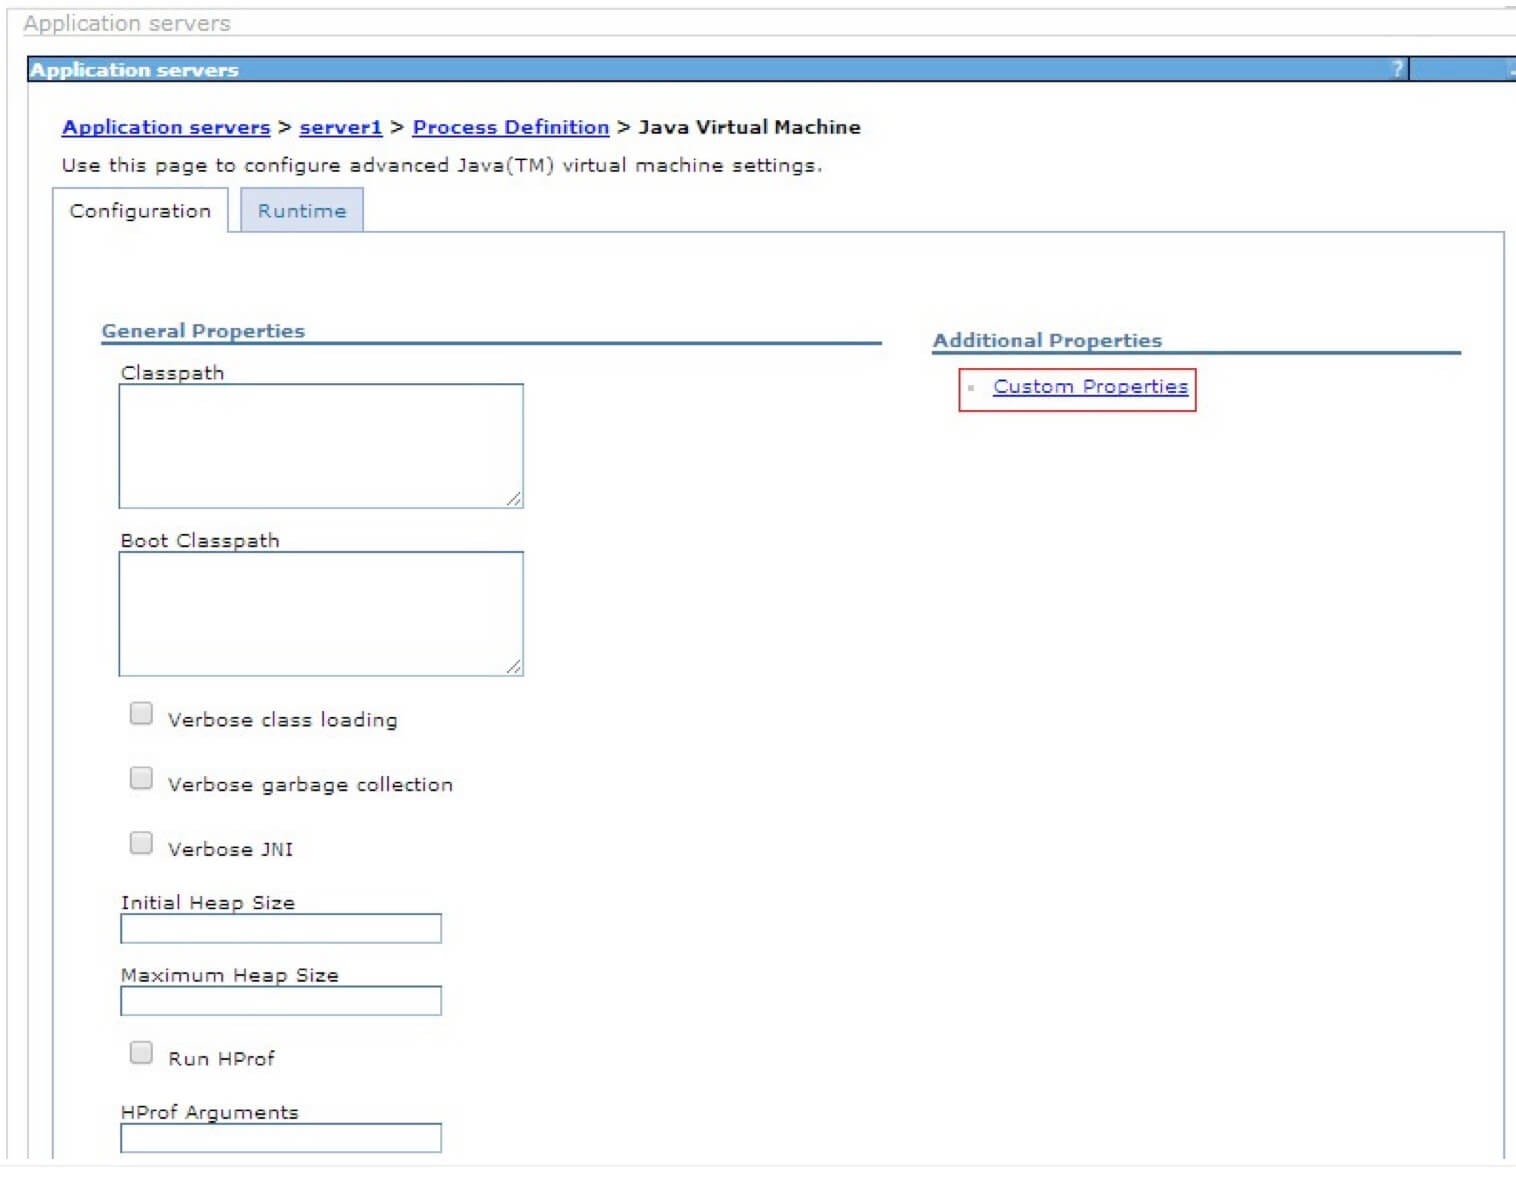 Application servers
Application servers ?
Application servers > server1 > Process Definition > Java Virtual Machine
Use this page to configure advanced Java(TM) virtual machine settings.
Configuration Runtime
General Properties
Additional Properties
Classpath
Custom Properties
Boot Classpath
Verbose class loading
Verbose garbage collection
Verbose JNI
Initial Heap Size
Maximum Heap Size
Run HProf
HProf Arguments